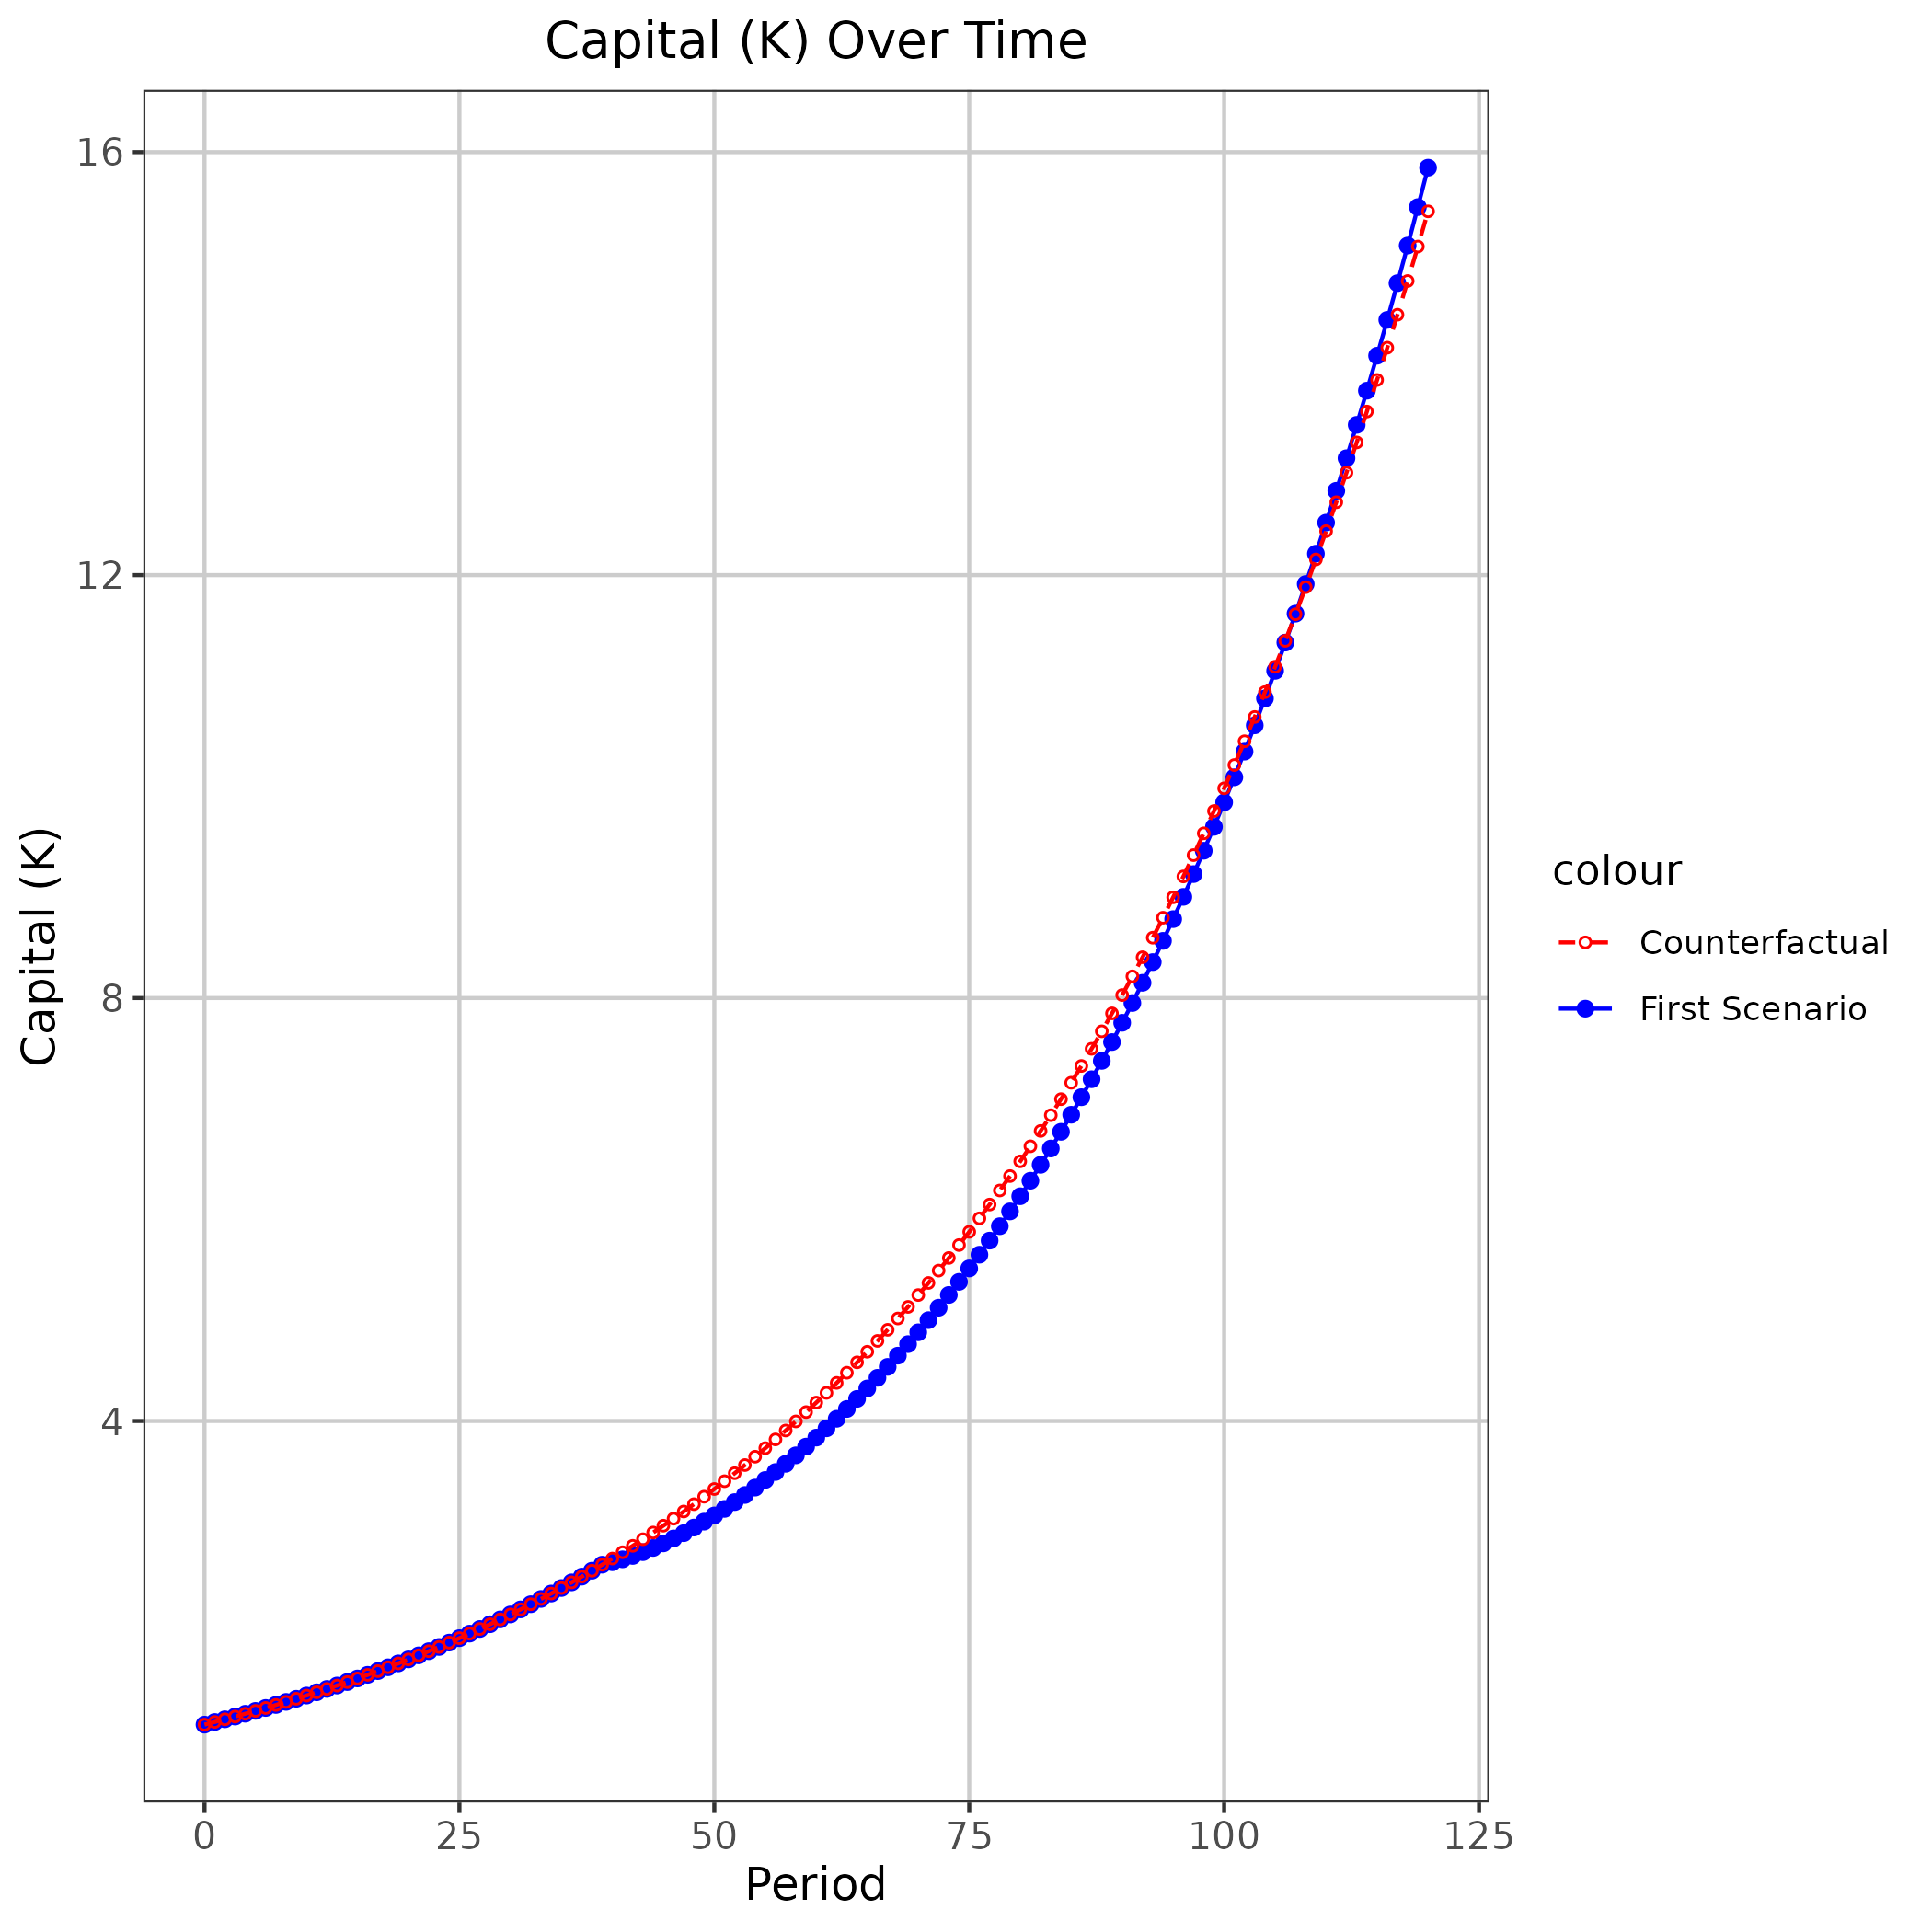 Capital (K) Over Time
Capital (K)
16
12
8
4
0 25 50 75 100 125
Period
colour
Counterfactual
First Scenario